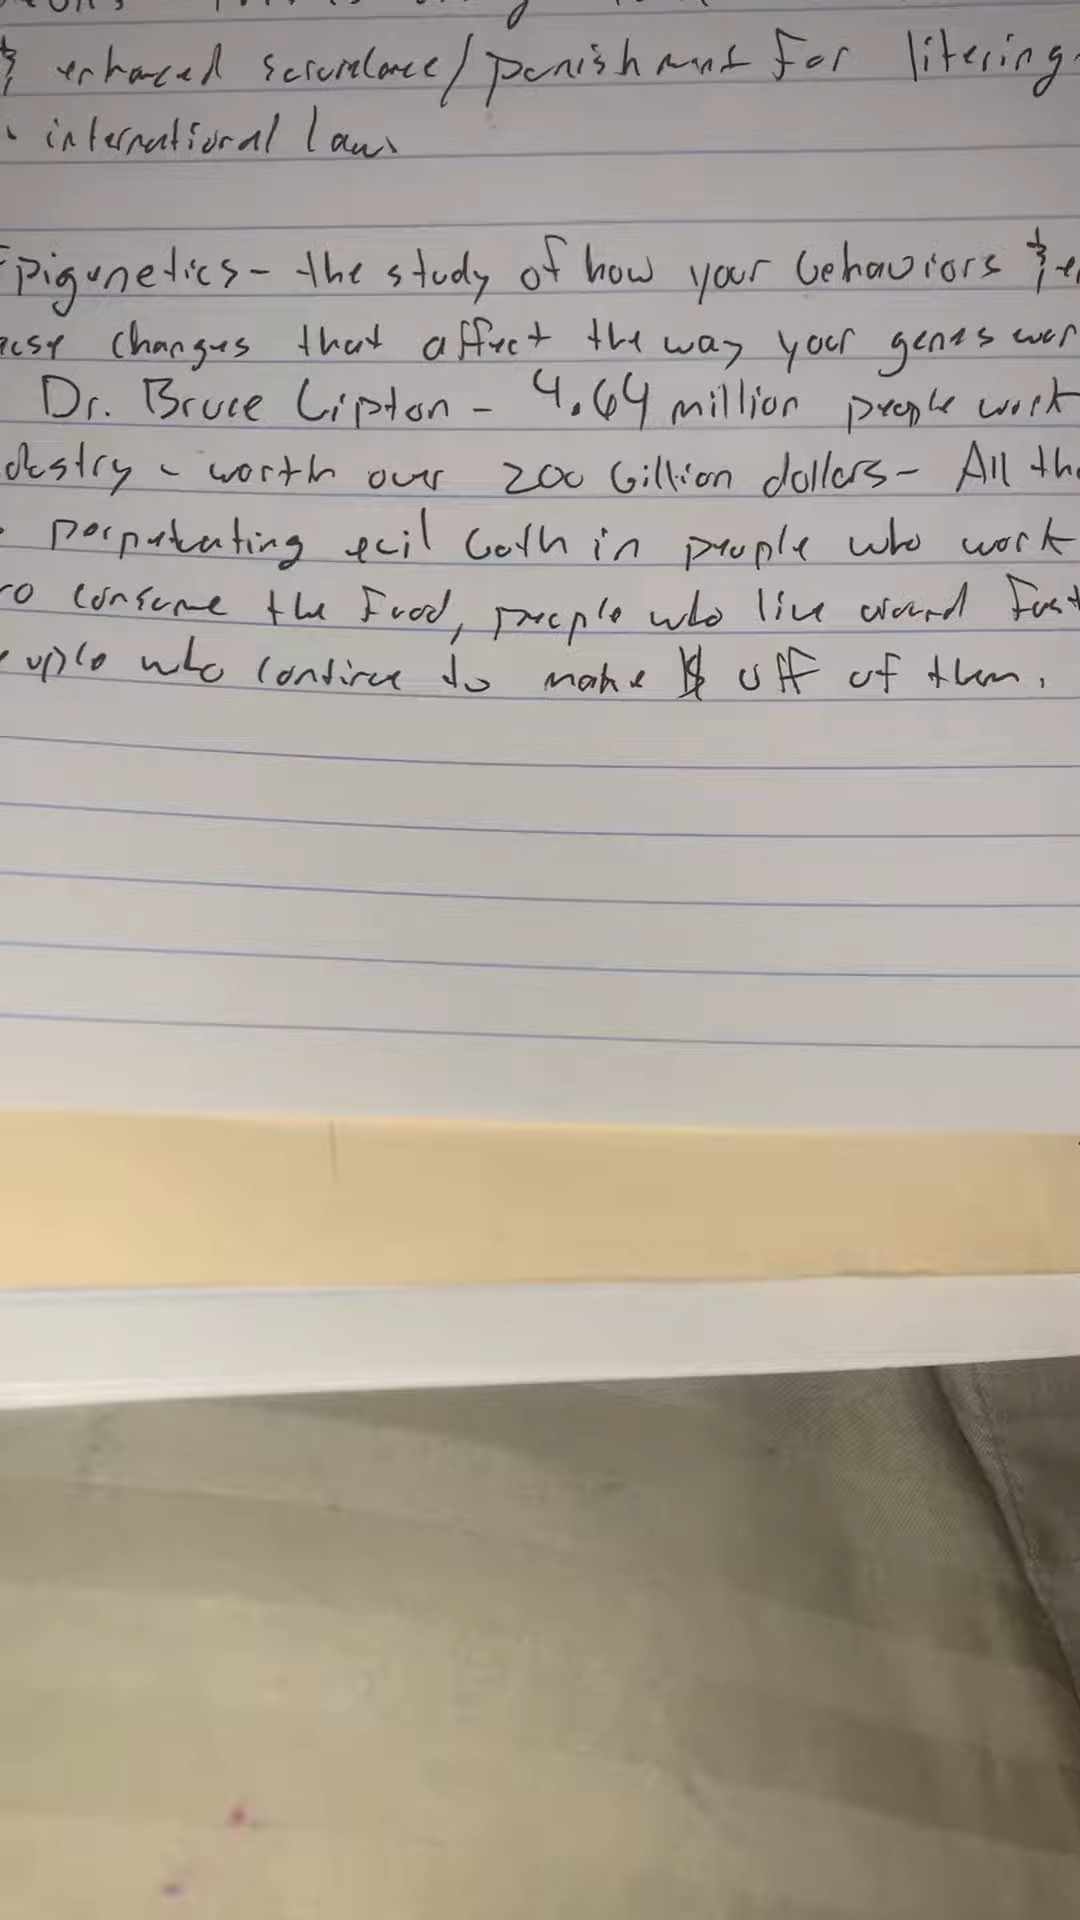 & enhanced survelance/punishment for litering
international laws
Epigenetics - the study of how your behaviors &
changes that affect the way your genes wor
Dr. Bruce Lipton - 4.64 million people work
dustry - worth over 200 billion dollars - All the
perpetuating evil both in people who work
consume the Food, people who live around Fast
who continue to make $ off of them.